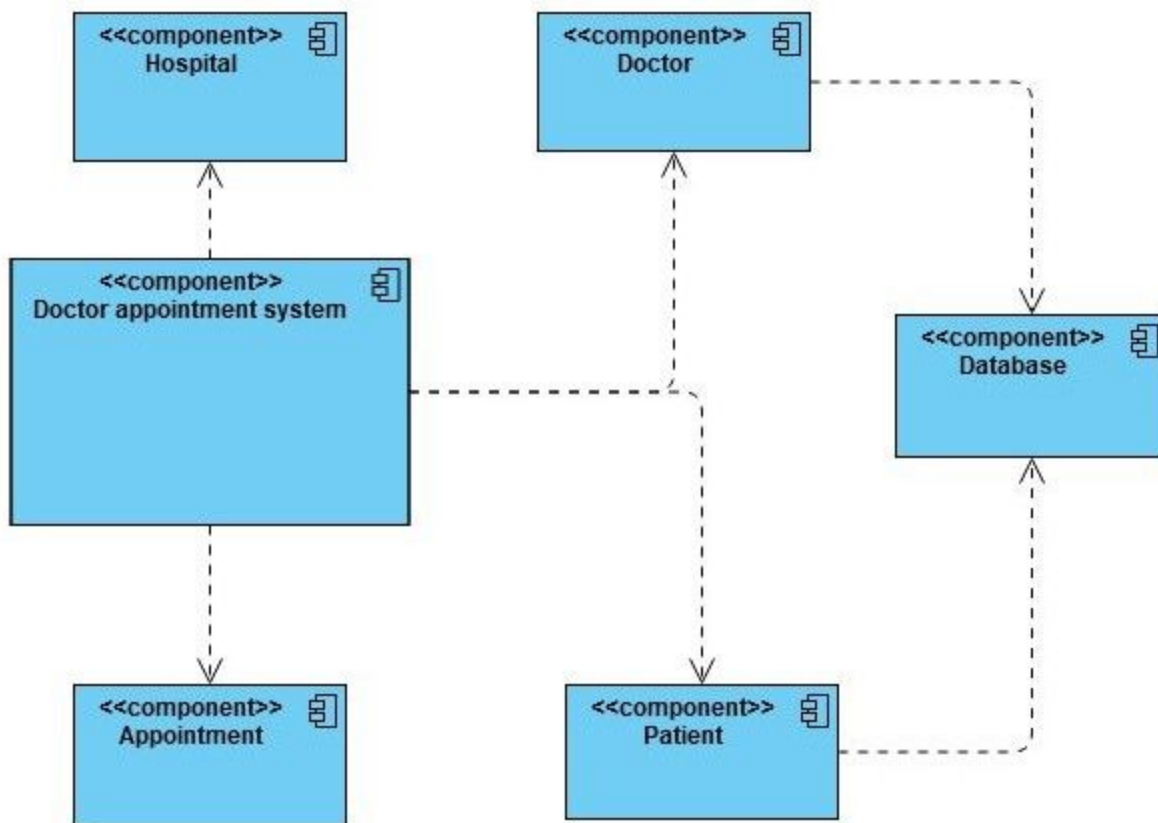 <<component>>
Hospital
<<component>>
Doctor
<<component>>
Doctor appointment system
<<component>>
Database
<<component>>
Appointment
<<component>>
Patient